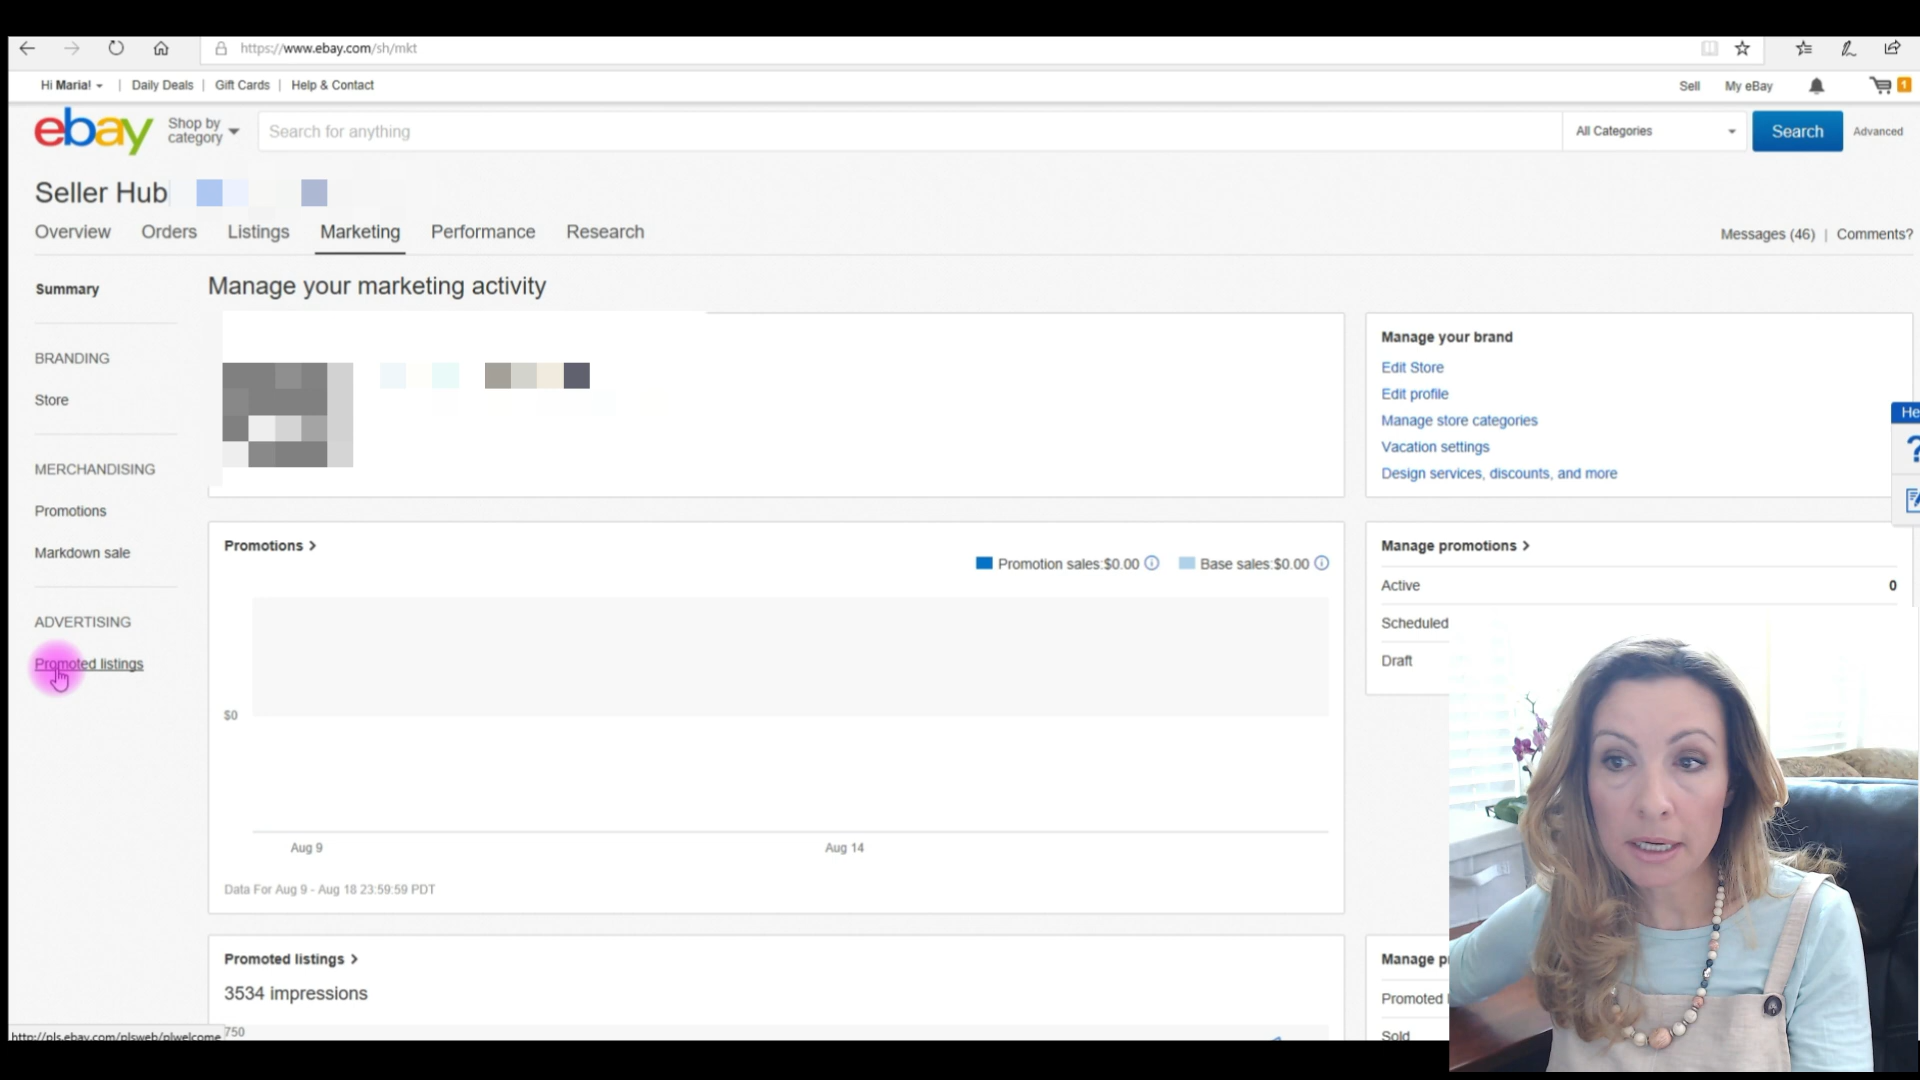 https://www.ebay.com/sh/mkt
Hi Maria! | Daily Deals | Gift Cards | Help & Contact
Sell My eBay 1
ebay Shop by category Search for anything All Categories Search Advanced
Seller Hub
Overview Orders Listings Marketing Performance Research
Messages (46) | Comments?
Summary
Manage your marketing activity
BRANDING
Store
MERCHANDISING
Promotions
Markdown sale
ADVERTISING
Promoted listings
Manage your brand
Edit Store
Edit profile
Manage store categories
Vacation settings
Design services, discounts, and more
He
?
Promotions >
Promotion sales:$0.00 Base sales:$0.00
$0
Aug 9 Aug 14
Data For Aug 9 - Aug 18 23:59:59 PDT
Manage promotions >
Active 0
Scheduled
Draft
Promoted listings >
3534 impressions
750
Manage p
Promoted
Sold
http://pls.ebay.com/plsweb/plwelcome